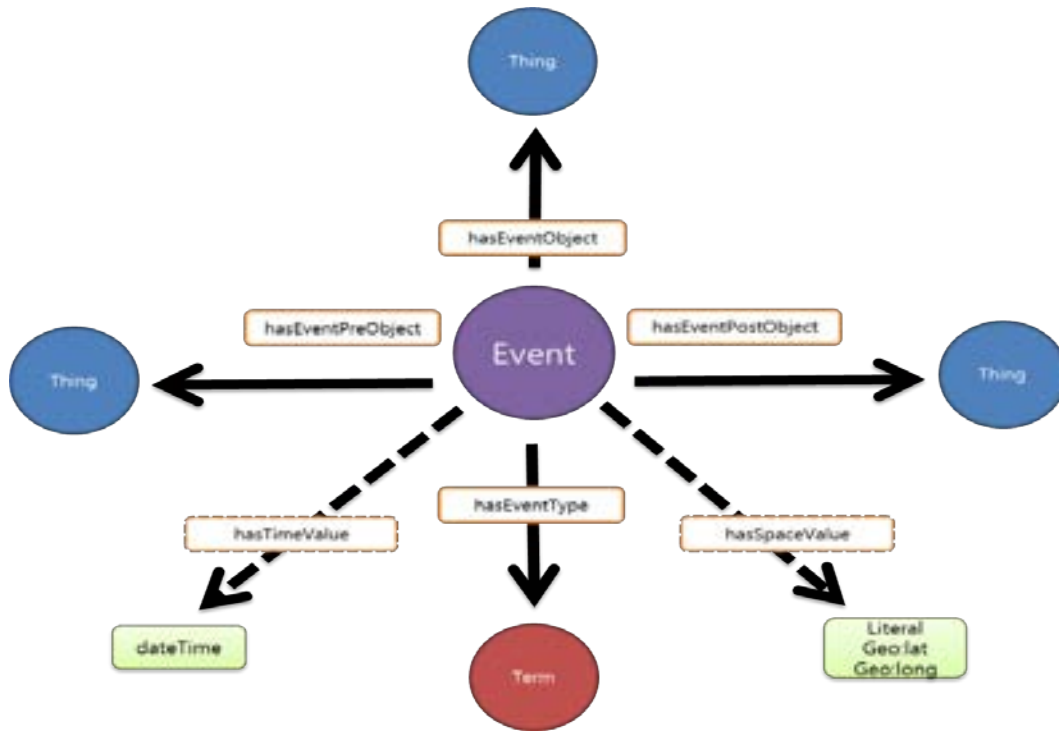 Thing
hasEventObject
hasEventPreObject
Event
hasEventPostObject
Thing
Thing
hasEventType
hasTimeValue
hasSpaceValue
dateTime
Literal
Geo:lat
Geo:long
Term